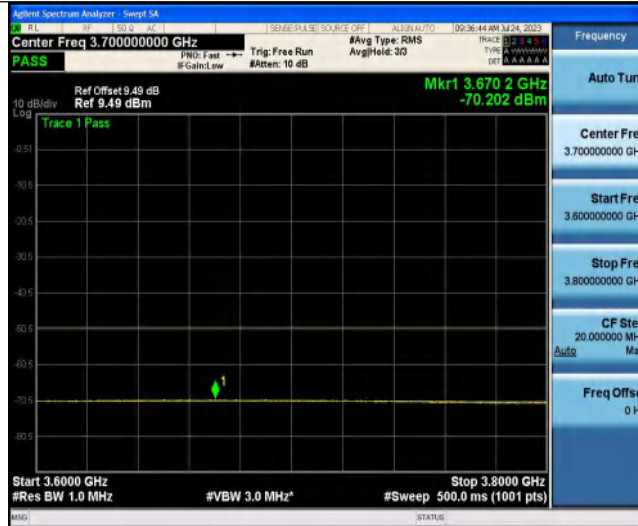 Agilent Spectrum Analyzer - Swept SA
RL RF 50 Ω AC SENSE:PULSE SOURCE OFF ALIGN AUTO 09:36:44 AM Jul 24, 2023
Center Freq 3.700000000 GHz #Avg Type: RMS TRACE 1 2 3 4 5 6
PASS PNO: Fast Trig: Free Run Avg|Hold: 3/3 TYPE A
IFGain:Low #Atten: 10 dB DET A A A A A A
Mkr1 3.670 2 GHz
Ref Offset 9.49 dB
10 dB/div Ref 9.49 dBm -70.202 dBm
Log
Trace 1 Pass
-0.51
-10.5
-20.5
-30.5
-40.5
-50.5
-60.5
1
-70.5
-80.5
Start 3.6000 GHz Stop 3.8000 GHz
#Res BW 1.0 MHz #VBW 3.0 MHz* #Sweep 500.0 ms (1001 pts)
MSG STATUS
Frequency
Auto Tun
Center Fre
3.700000000 GH
Start Fre
3.600000000 GH
Stop Fre
3.800000000 GH
CF Ste
20.000000 MH
Auto Ma
Freq Offs
0 H